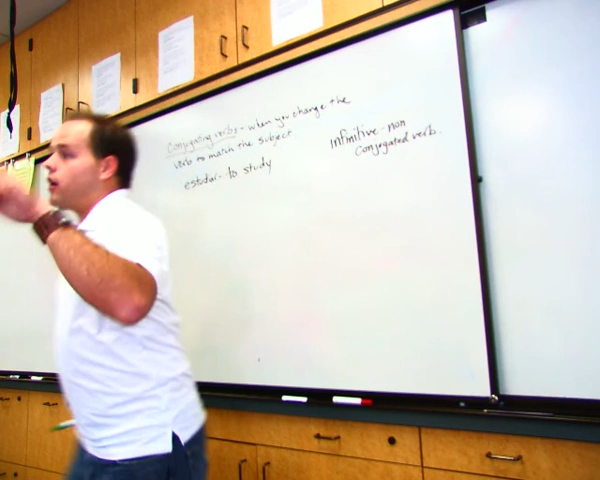 conjugating verbs - when you change the
verb to match the subject
estudiar - to study
infinitive - non
conjugated verb.